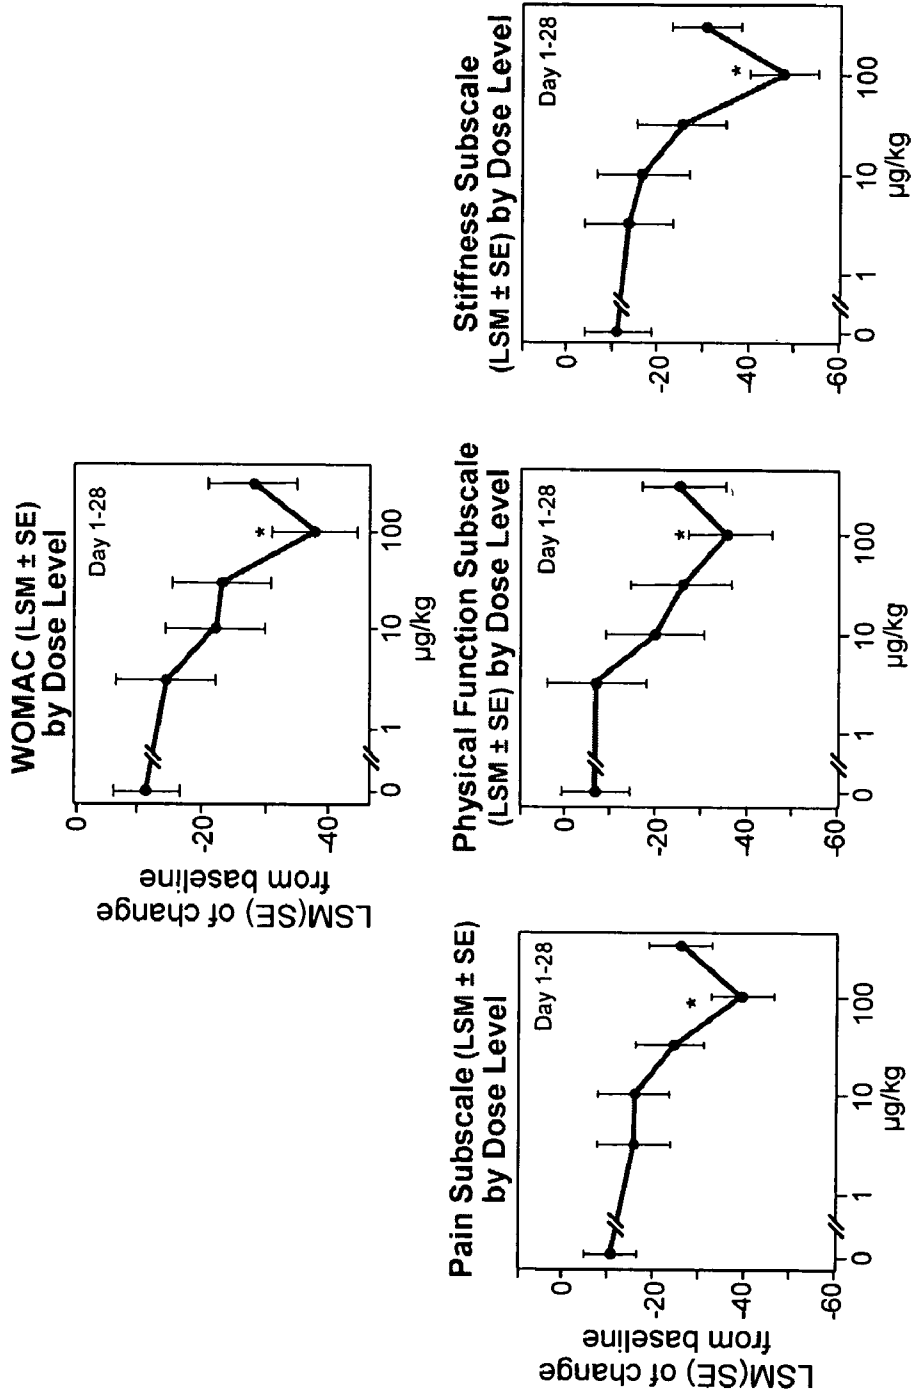 WOMAC (LSM ± SE)
by Dose Level
LSM(SE) of change
from baseline
Day 1-28
*
0
-20
-40
0
1
10
100
µg/kg
Pain Subscale (LSM ± SE)
by Dose Level
LSM(SE) of change
from baseline
Day 1-28
*
0
-20
-40
-60
0
1
10
100
µg/kg
Physical Function Subscale
(LSM ± SE) by Dose Level
Day 1-28
*
0
-20
-40
-60
0
1
10
100
µg/kg
Stiffness Subscale
(LSM ± SE) by Dose Level
Day 1-28
*
0
-20
-40
-60
0
1
10
100
µg/kg